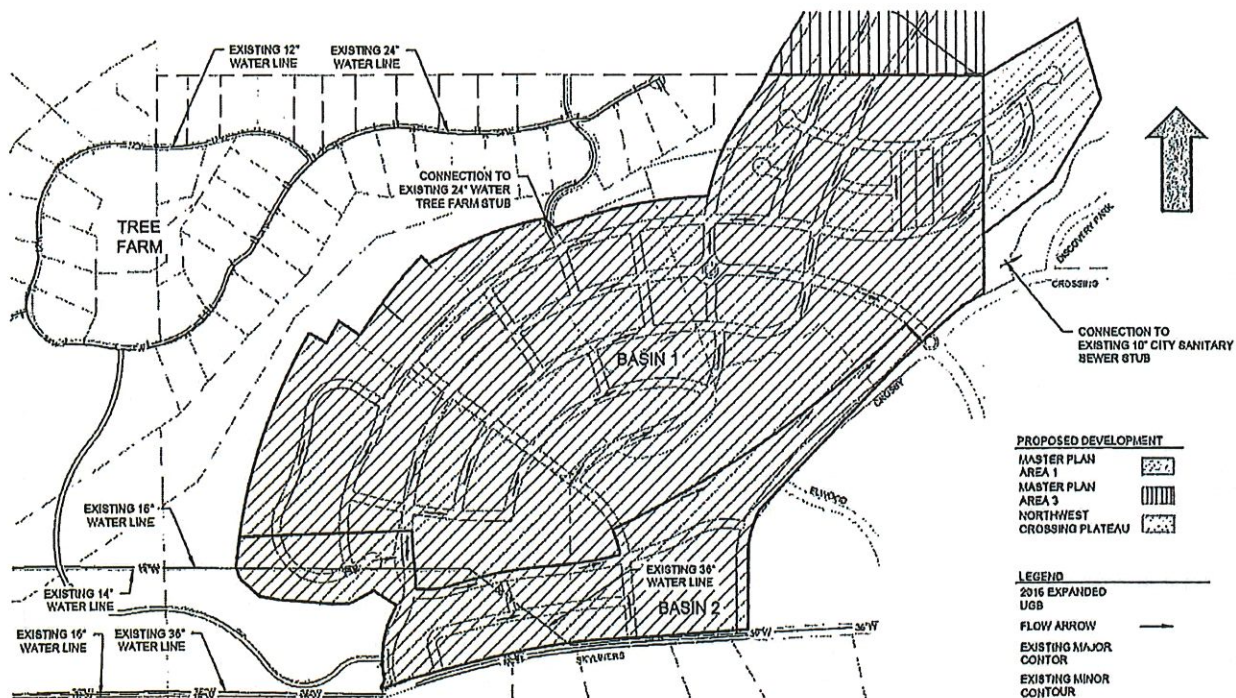 EXISTING 12"
WATER LINE
EXISTING 24"
WATER LINE
CONNECTION TO
EXISTING 24" WATER
TREE FARM STUB
TREE
FARM
DISCOVERY PARK
CROSSING
CONNECTION TO
EXISTING 10" CITY SANITARY
SEWER STUB
BASIN 1
CROSBY
PROPOSED DEVELOPMENT
MASTER PLAN
AREA 1
MASTER PLAN
AREA 3
NORTHWEST
CROSSING PLATEAU
EXISTING 16"
WATER LINE
EXISTING 14"
WATER LINE
EXISTING 36"
WATER LINE
BASIN 2
EXISTING 16"
WATER LINE
EXISTING 36"
WATER LINE
SKYLINERS
36"W
LEGEND
2016 EXPANDED
UGB
FLOW ARROW
EXISTING MAJOR
CONTOR
EXISTING MINOR
CONTOUR